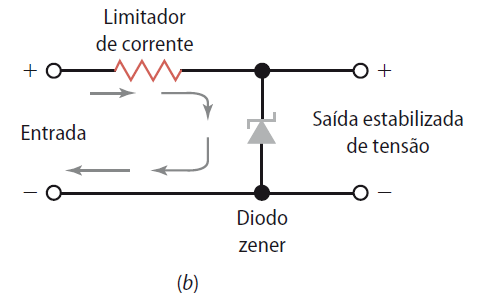 Limitador
de corrente
+
+
Entrada
Saída estabilizada
de tensão
−
−
Diodo
zener
(b)